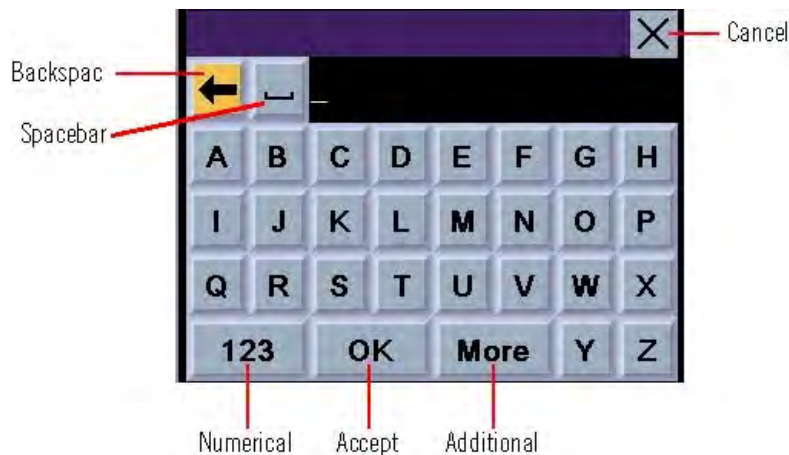 Cancel
Backspac
Spacebar
A B C D E F G H
I J K L M N O P
Q R S T U V W X
123 OK More Y Z
Numerical Accept Additional